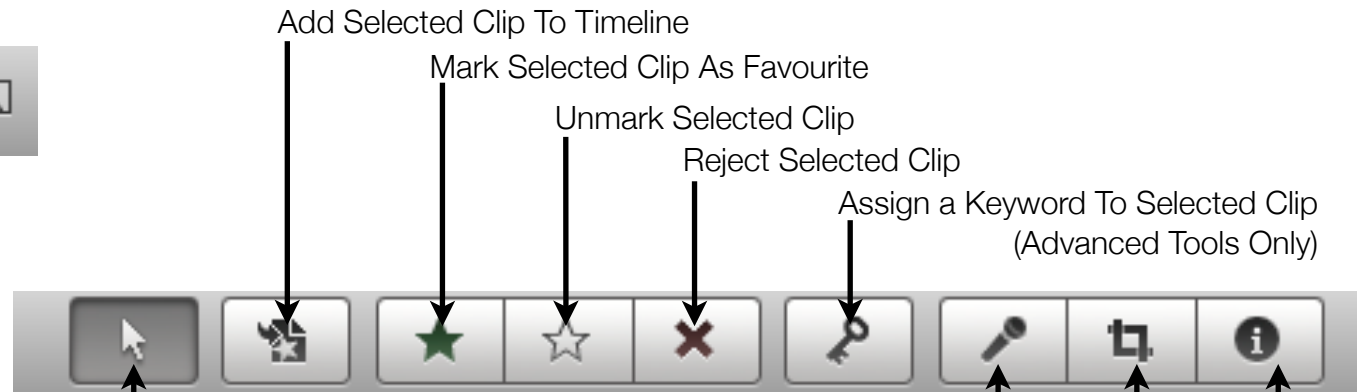 Add Selected Clip To Timeline
Mark Selected Clip As Favourite
Unmark Selected Clip
Reject Selected Clip
Assign a Keyword To Selected Clip
(Advanced Tools Only)